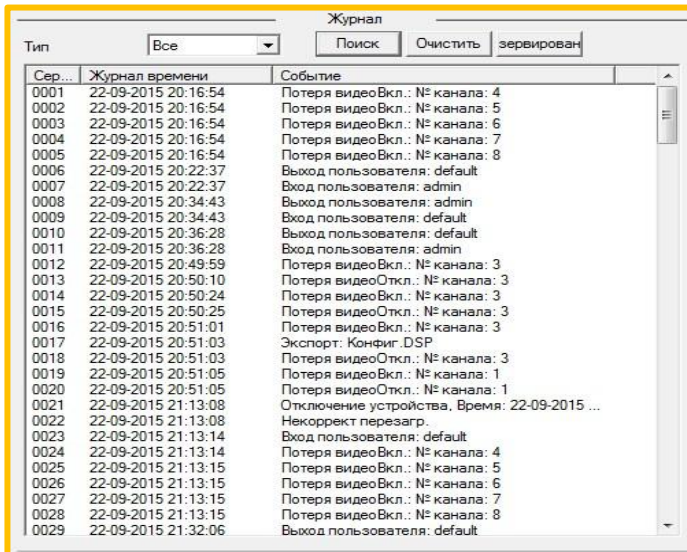 Журнал
Тип Все Поиск Очистить зервирован
Сер... Журнал времени Событие
0001 22-09-2015 20:16:54 Потеря видеоВкл.: № канала: 4
0002 22-09-2015 20:16:54 Потеря видеоВкл.: № канала: 5
0003 22-09-2015 20:16:54 Потеря видеоВкл.: № канала: 6
0004 22-09-2015 20:16:54 Потеря видеоВкл.: № канала: 7
0005 22-09-2015 20:16:54 Потеря видеоВкл.: № канала: 8
0006 22-09-2015 20:22:37 Выход пользователя: default
0007 22-09-2015 20:22:37 Вход пользователя: admin
0008 22-09-2015 20:34:43 Выход пользователя: admin
0009 22-09-2015 20:34:43 Вход пользователя: default
0010 22-09-2015 20:36:28 Выход пользователя: default
0011 22-09-2015 20:36:28 Вход пользователя: admin
0012 22-09-2015 20:49:59 Потеря видеоВкл.: № канала: 3
0013 22-09-2015 20:50:10 Потеря видеоОткл.: № канала: 3
0014 22-09-2015 20:50:24 Потеря видеоВкл.: № канала: 3
0015 22-09-2015 20:50:25 Потеря видеоОткл.: № канала: 3
0016 22-09-2015 20:51:01 Потеря видеоВкл.: № канала: 3
0017 22-09-2015 20:51:03 Экспорт: Конфиг.DSP
0018 22-09-2015 20:51:03 Потеря видеоОткл.: № канала: 3
0019 22-09-2015 20:51:05 Потеря видеоВкл.: № канала: 1
0020 22-09-2015 20:51:05 Потеря видеоОткл.: № канала: 1
0021 22-09-2015 21:13:08 Отключение устройства, Время: 22-09-2015 ...
0022 22-09-2015 21:13:08 Некоррект перезагр.
0023 22-09-2015 21:13:14 Вход пользователя: default
0024 22-09-2015 21:13:14 Потеря видеоВкл.: № канала: 4
0025 22-09-2015 21:13:15 Потеря видеоВкл.: № канала: 5
0026 22-09-2015 21:13:15 Потеря видеоВкл.: № канала: 6
0027 22-09-2015 21:13:15 Потеря видеоВкл.: № канала: 7
0028 22-09-2015 21:13:15 Потеря видеоВкл.: № канала: 8
0029 22-09-2015 21:32:06 Выход пользователя: default